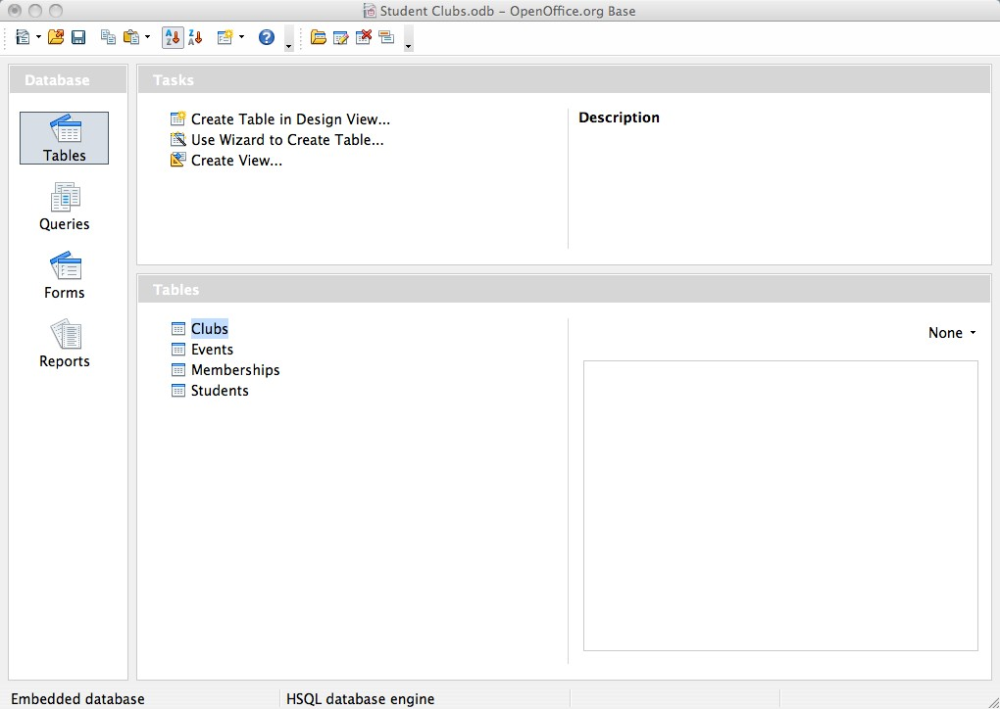 Student Clubs.odb – OpenOffice.org Base
Database
Tables
Queries
Forms
Reports
Tasks
Create Table in Design View...
Use Wizard to Create Table...
Create View...
Description
Tables
Clubs
Events
Memberships
Students
None
Embedded database
HSQL database engine